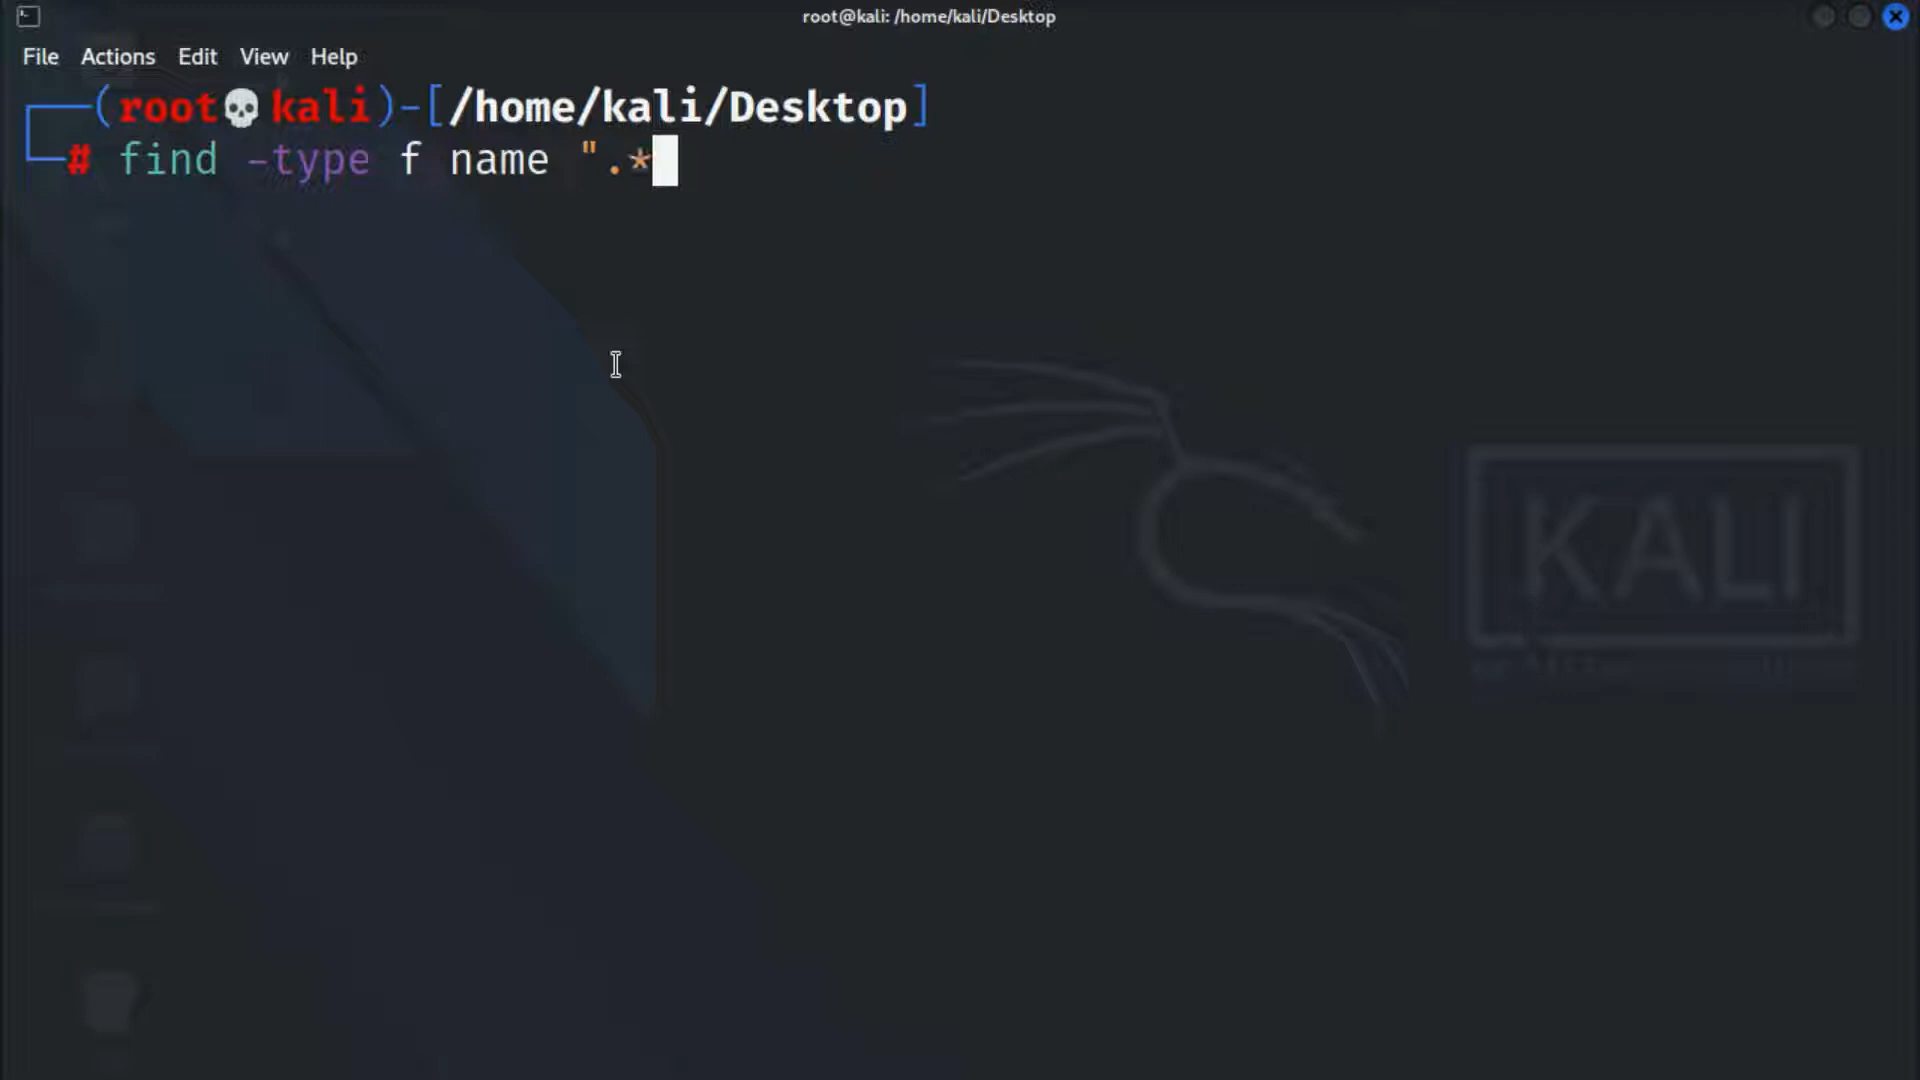 root@kali: /home/kali/Desktop
File Actions Edit View Help
(root💀kali)-[/home/kali/Desktop]
# find -type f name ".*
KALI